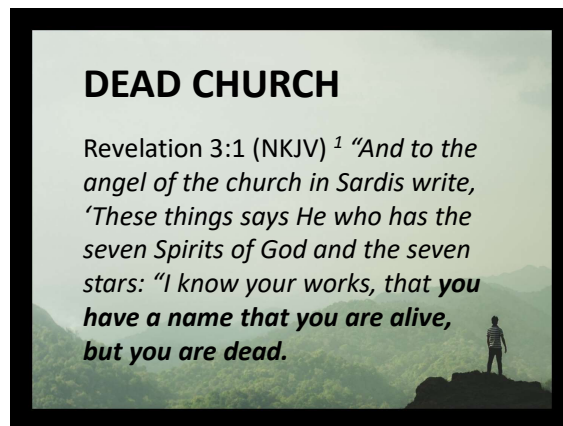 DEAD CHURCH
Revelation 3:1 (NKJV) 1 “And to the
angel of the church in Sardis write,
‘These things says He who has the
seven Spirits of God and the seven
stars: “I know your works, that you
have a name that you are alive,
but you are dead.